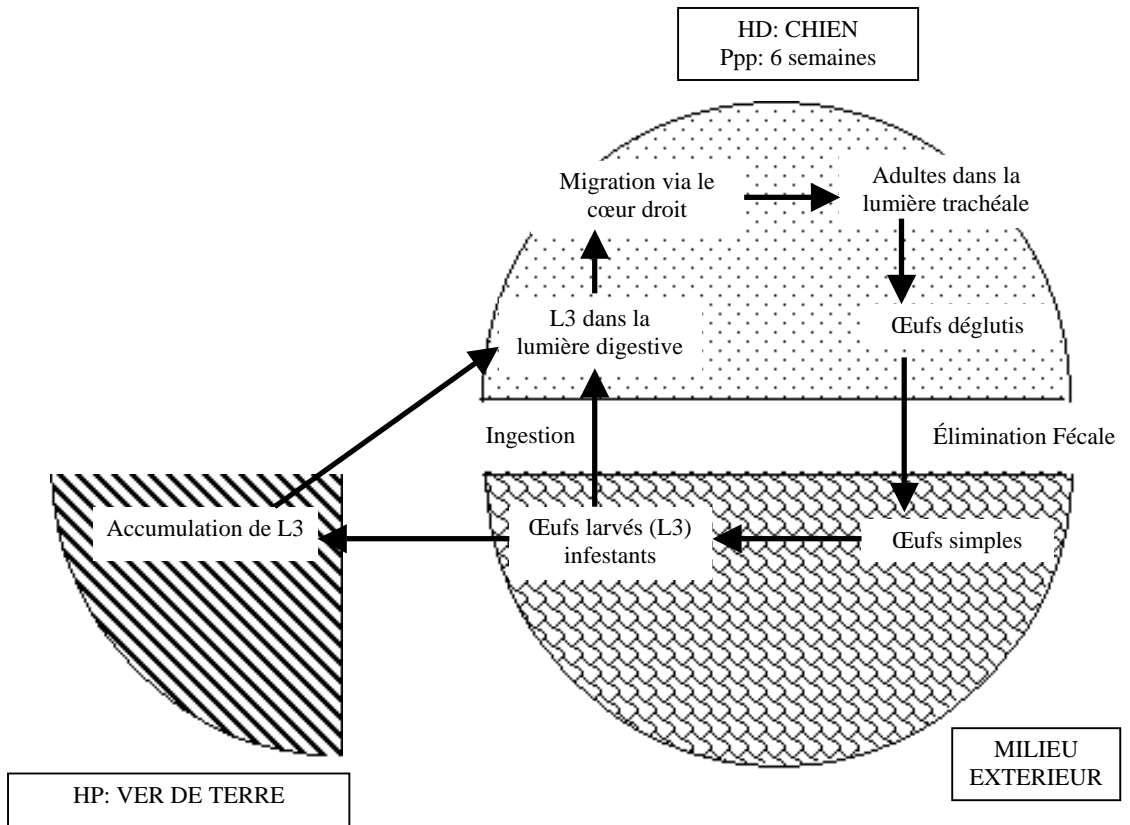 HD: CHIEN
Ppp: 6 semaines
Migration via le
cœur droit
Adultes dans la
lumière trachéale
L3 dans la
lumière digestive
Œufs déglutis
Ingestion
Élimination Fécale
Accumulation de L3
Œufs larvés (L3)
infestants
Œufs simples
MILIEU
EXTERIEUR
HP: VER DE TERRE